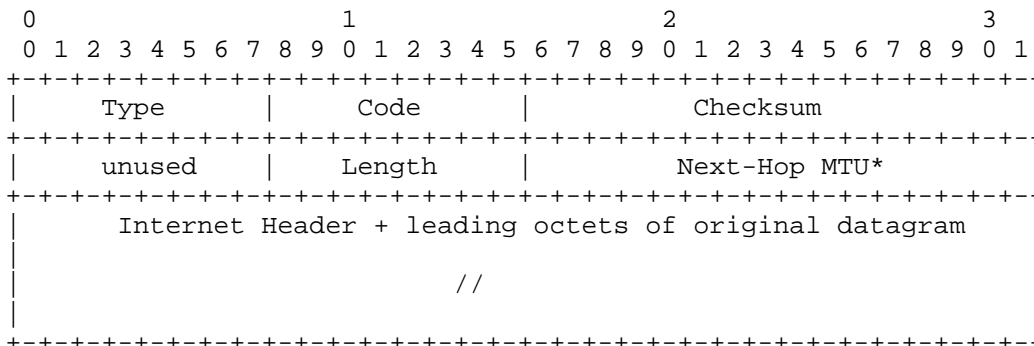 0                   1                   2                   3
 0 1 2 3 4 5 6 7 8 9 0 1 2 3 4 5 6 7 8 9 0 1 2 3 4 5 6 7 8 9 0 1
+-+-+-+-+-+-+-+-+-+-+-+-+-+-+-+-+-+-+-+-+-+-+-+-+-+-+-+-+-+-+-+-
|     Type      |     Code      |          Checksum
+-+-+-+-+-+-+-+-+-+-+-+-+-+-+-+-+-+-+-+-+-+-+-+-+-+-+-+-+-+-+-+-
|     unused    |    Length     |         Next-Hop MTU*
+-+-+-+-+-+-+-+-+-+-+-+-+-+-+-+-+-+-+-+-+-+-+-+-+-+-+-+-+-+-+-+-
|      Internet Header + leading octets of original datagram
|
|                           //
|
+-+-+-+-+-+-+-+-+-+-+-+-+-+-+-+-+-+-+-+-+-+-+-+-+-+-+-+-+-+-+-+-